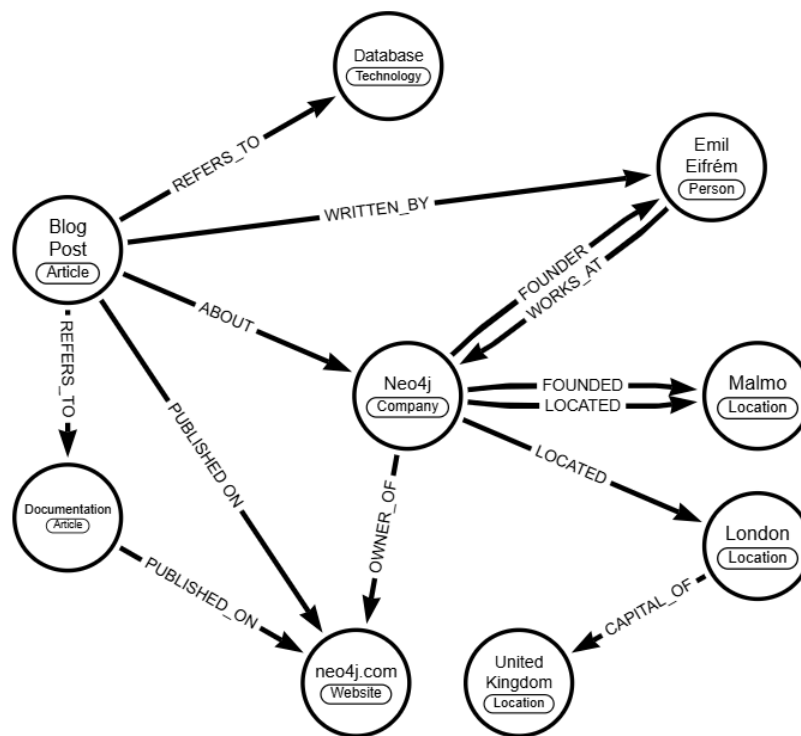 Database
Technology
REFERS_TO
Emil
Eifrém
Person
WRITTEN_BY
Blog
Post
Article
FOUNDER
WORKS_AT
ABOUT
REFERS_TO
Neo4j
Company
FOUNDED
LOCATED
Malmo
Location
PUBLISHED ON
LOCATED
OWNER_OF
Documentation
Article
London
Location
PUBLISHED_ON
CAPITAL_OF
neo4j.com
Website
United
Kingdom
Location